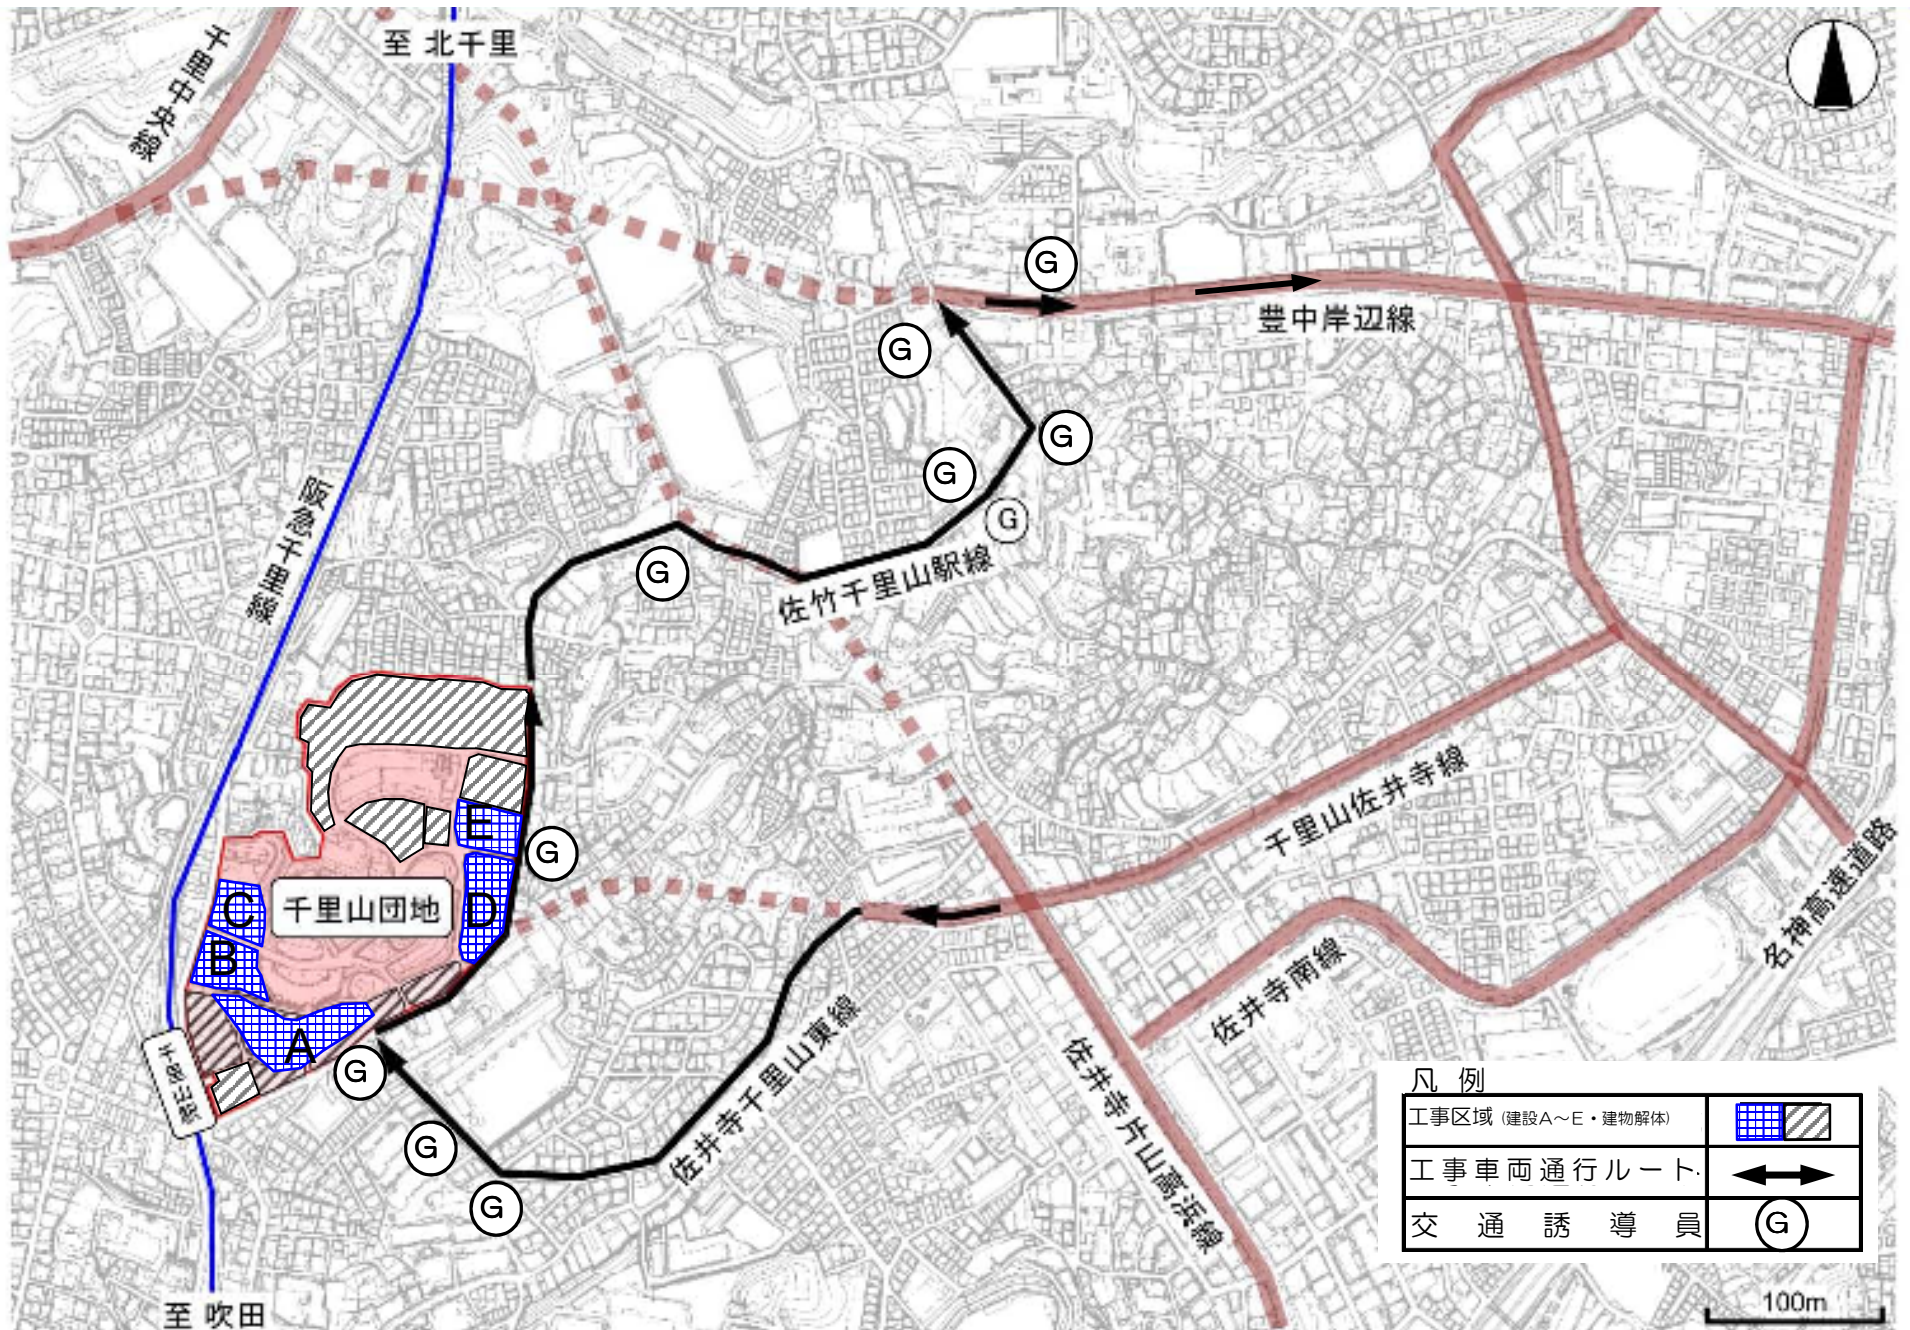 至 北千里
千里中央線
G
豊中岸辺線
G
G
G
G
阪急千里線
G
佐竹千里山駅線
E
G
千里山佐井寺線
C
千里山団地
D
B
名神高速道路
佐井寺南線
A
G
千里山駅
佐井寺千里山東線
佐井寺片山高浜線
G
G
凡 例
工事区域 (建設A～E・建物解体)
工事車両通行ルート
交通誘導員
G
100m
至 吹田